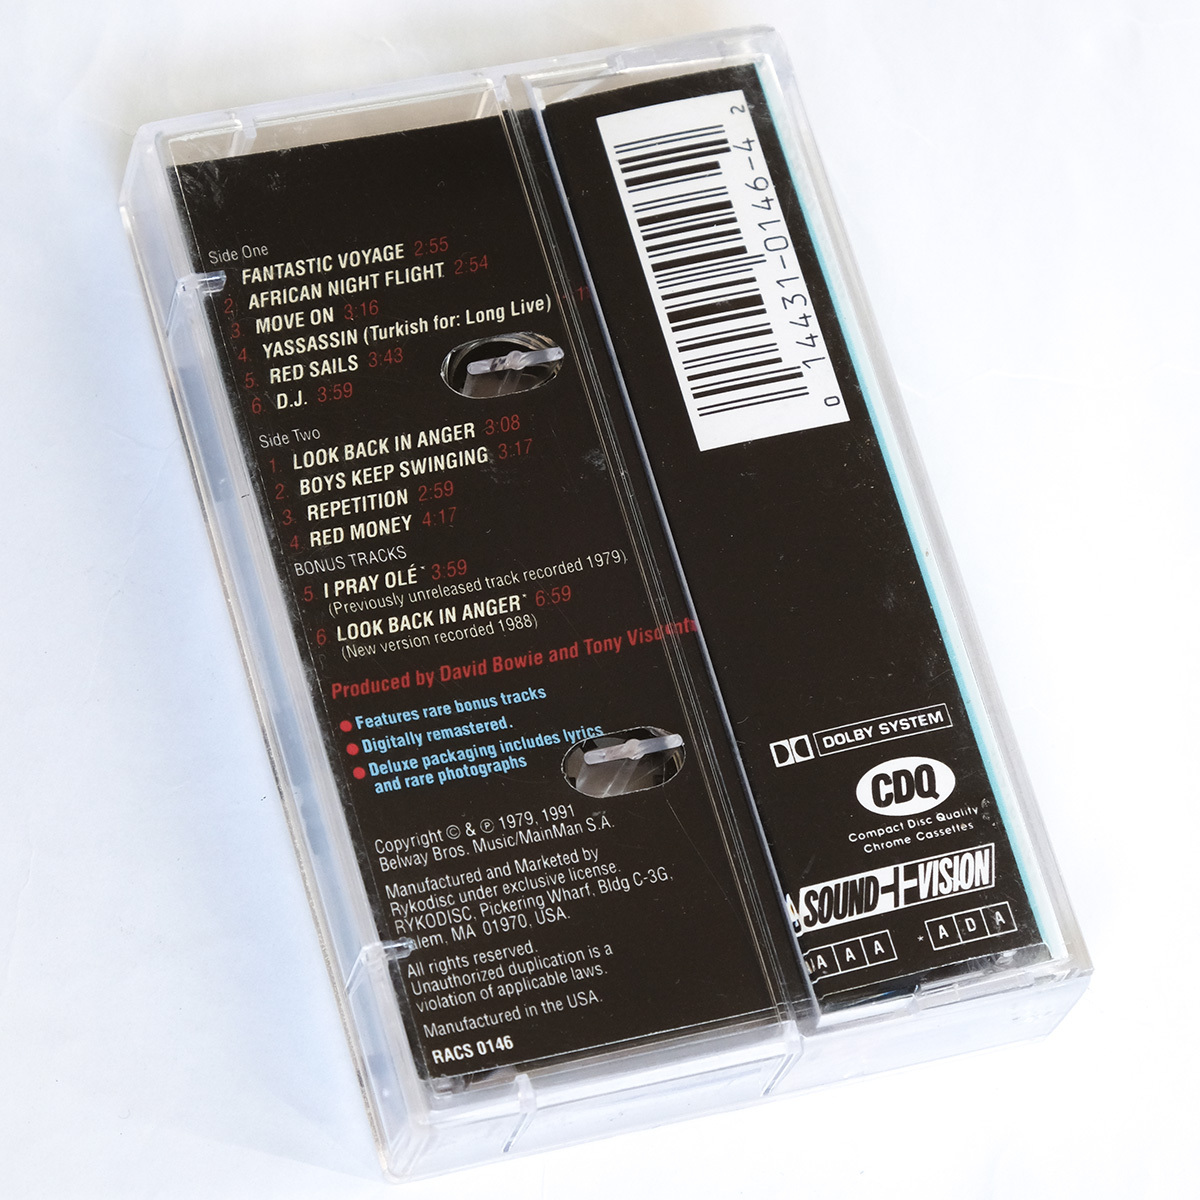 Side One
FANTASTIC VOYAGE 2:55
2. AFRICAN NIGHT FLIGHT 2:54
3. MOVE ON 3:16
4. YASSASSIN (Turkish for: Long Live)
5. RED SAILS 3:43
6. D.J. 3:59
Side Two
1. LOOK BACK IN ANGER 3:08
2. BOYS KEEP SWINGING 3:17
3. REPETITION 2:59
4. RED MONEY 4:17
BONUS TRACKS
5. I PRAY OLÉ* 3:59
(Previously unreleased track recorded 1979)
6. LOOK BACK IN ANGER* 6:59
(New version recorded 1988)
Produced by David Bowie and Tony Visconti
Features rare bonus tracks
Digitally remastered.
Deluxe packaging includes lyrics
and rare photographs
Copyright © & ℗ 1979, 1991
Belway Bros. Music/MainMan S.A.
Manufactured and Marketed by
Rykodisc under exclusive license.
RYKODISC, Pickering Wharf, Bldg C-3G,
Salem, MA 01970, USA.
All rights reserved.
Unauthorized duplication is a
violation of applicable laws.
Manufactured in the USA.
RACS 0146
0 14431-0146-4 2
DOLBY SYSTEM
CDQ
Compact Disc Quality
Chrome Cassettes
SOUND+VISION
AAA *ADA